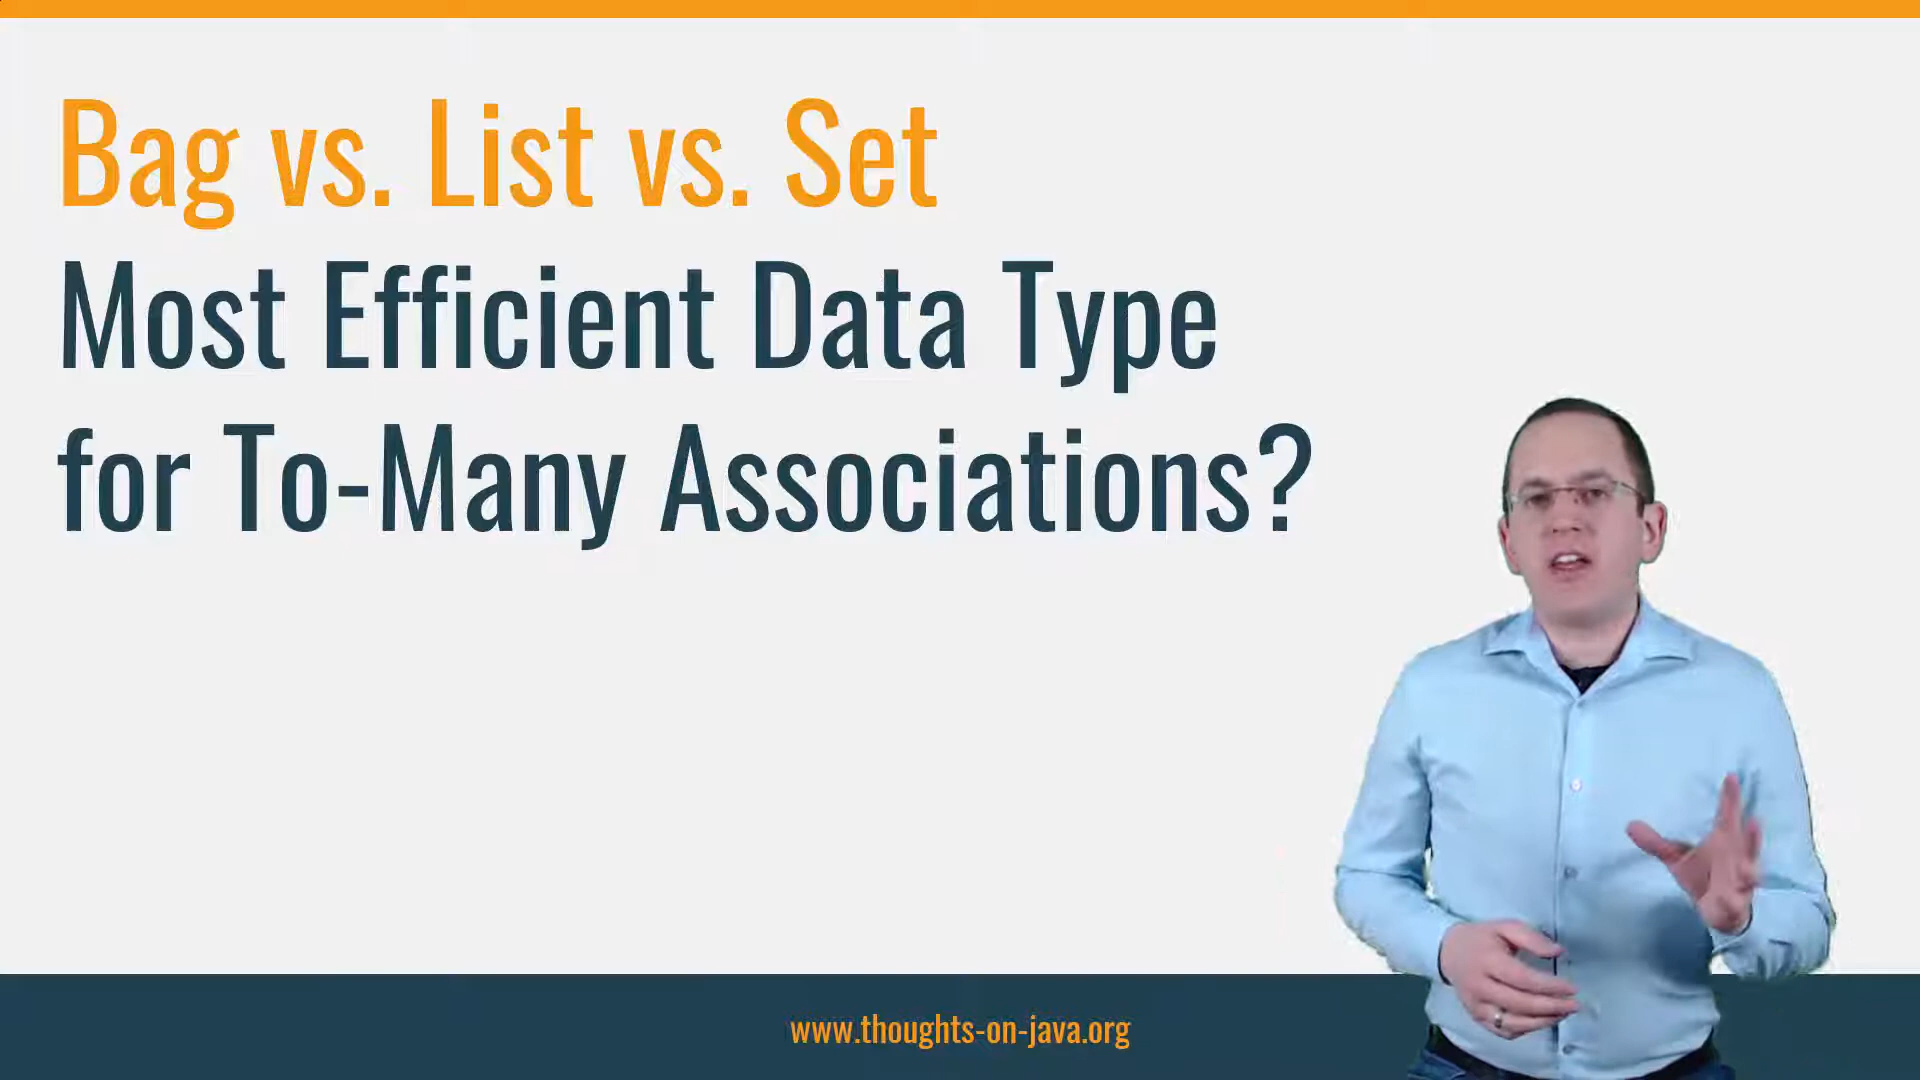 Bag vs. List vs. Set
Most Efficient Data Type
for To-Many Associations?
www.thoughts-on-java.org